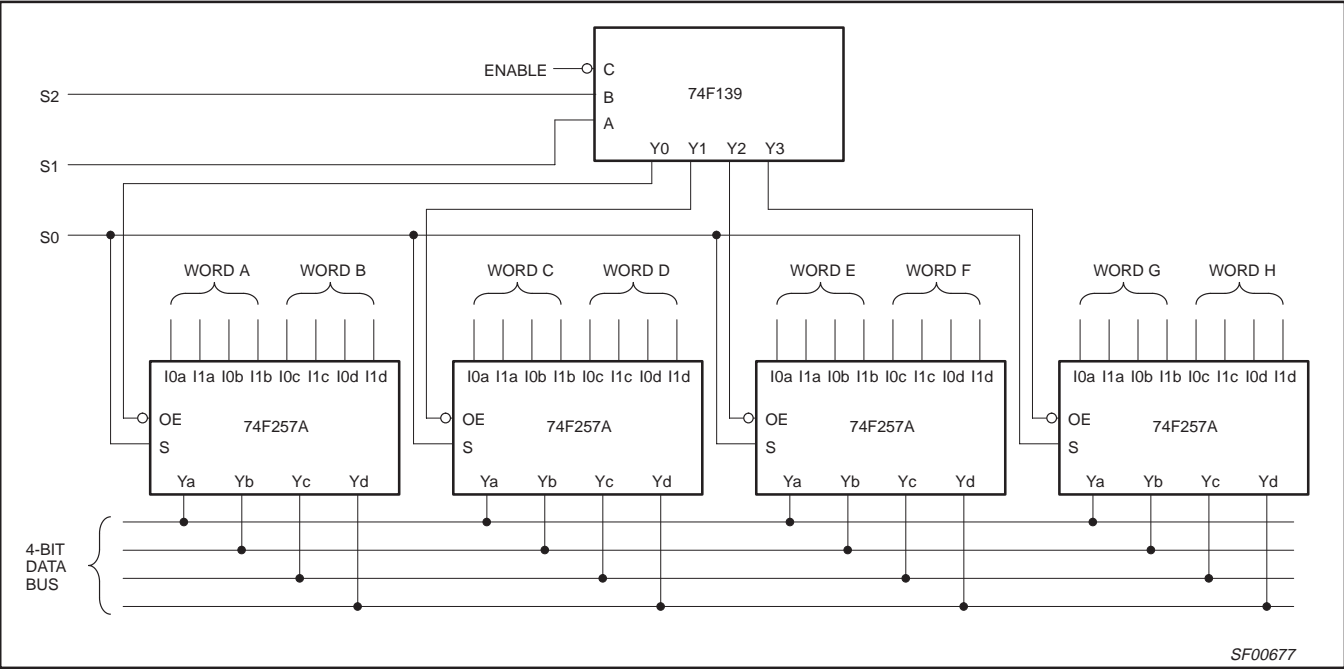 ENABLE C
S2 B 74F139
A
S1 Y0 Y1 Y2 Y3
S0
WORD A WORD B WORD C WORD D WORD E WORD F WORD G WORD H
I0a I1a I0b I1b I0c I1c I0d I1d I0a I1a I0b I1b I0c I1c I0d I1d I0a I1a I0b I1b I0c I1c I0d I1d I0a I1a I0b I1b I0c I1c I0d I1d
OE 74F257A OE 74F257A OE 74F257A OE 74F257A
S S S S
Ya Yb Yc Yd Ya Yb Yc Yd Ya Yb Yc Yd Ya Yb Yc Yd
4-BIT
DATA
BUS
SF00677